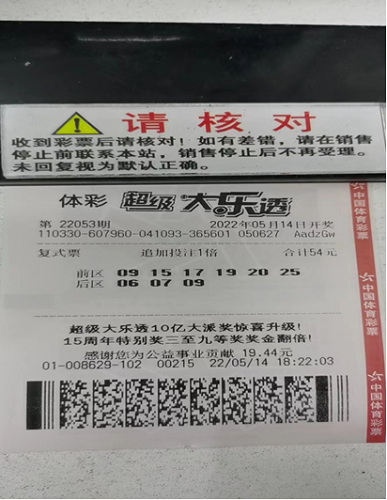 请核对
收到彩票后请核对！如有差错，请在销售
停止前联系本站，销售停止后不再受理。
未回复视为默认正确。
体彩 超级大乐透
第 22053期 2022年05月14日开奖
110330-607960-041093-365601 050627 AadzGw
复式票 追加投注1倍 合计54元
前区 09 15 17 19 20 25
后区 06 07 09
超级大乐透10亿大派奖惊喜升级！
15周年特别奖三至九等奖奖金翻倍！
感谢您为公益事业贡献 19.44元
01-008629-102 00215 22/05/14 18:22:03
中国体育彩票
中国体育彩票
中国体育彩票